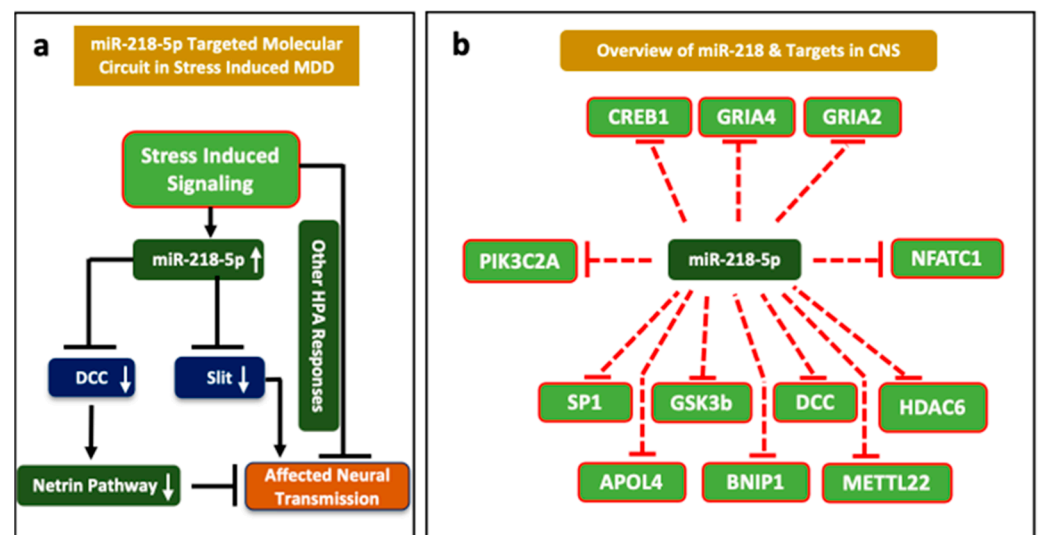 a
miR-218-5p Targeted Molecular
Circuit in Stress Induced MDD
Stress Induced
Signaling
miR-218-5p
Other HPA Responses
DCC
Slit
Netrin Pathway
Affected Neural
Transmission
b
Overview of miR-218 & Targets in CNS
CREB1
GRIA4
GRIA2
PIK3C2A
miR-218-5p
NFATC1
SP1
GSK3b
DCC
HDAC6
APOL4
BNIP1
METTL22